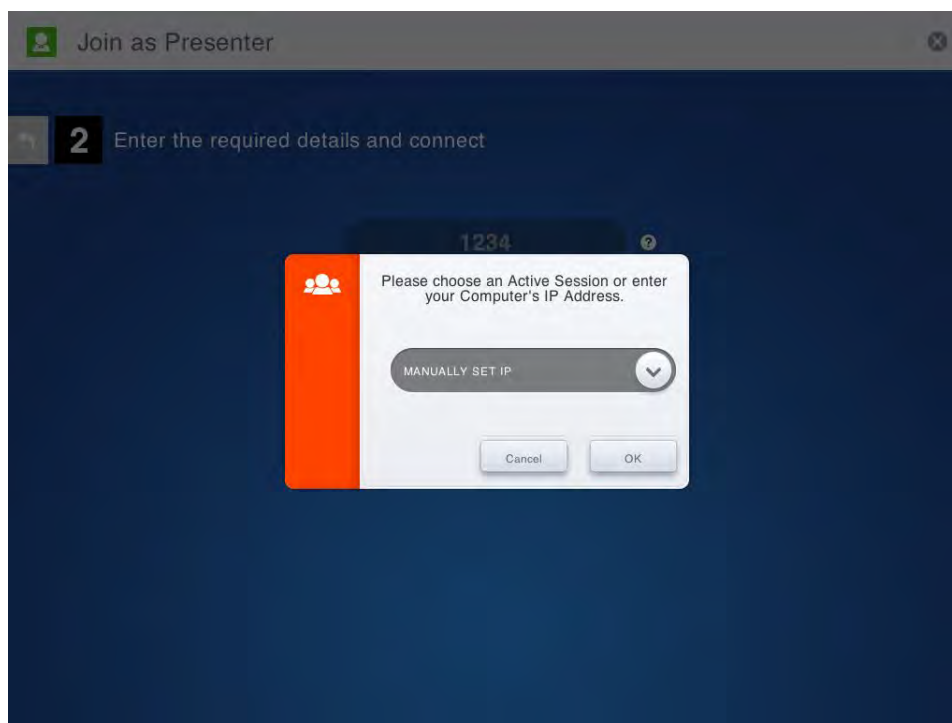 Join as Presenter
2 Enter the required details and connect
1234
?
Please choose an Active Session or enter
your Computer's IP Address.
MANUALLY SET IP
Cancel OK